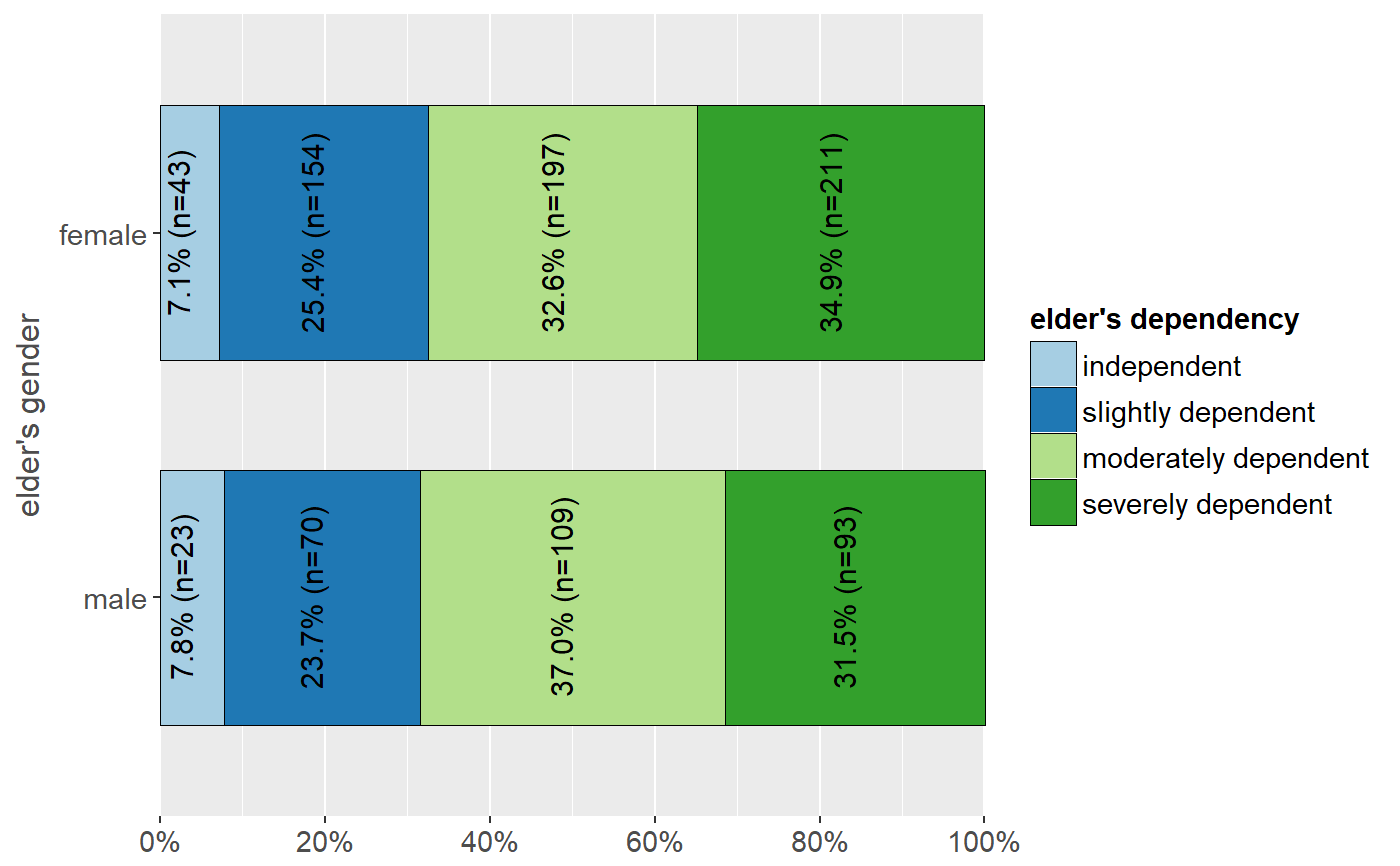 elder's gender
female
7.1% (n=43)
25.4% (n=154)
32.6% (n=197)
34.9% (n=211)
male
7.8% (n=23)
23.7% (n=70)
37.0% (n=109)
31.5% (n=93)
0%
20%
40%
60%
80%
100%
elder's dependency
independent
slightly dependent
moderately dependent
severely dependent